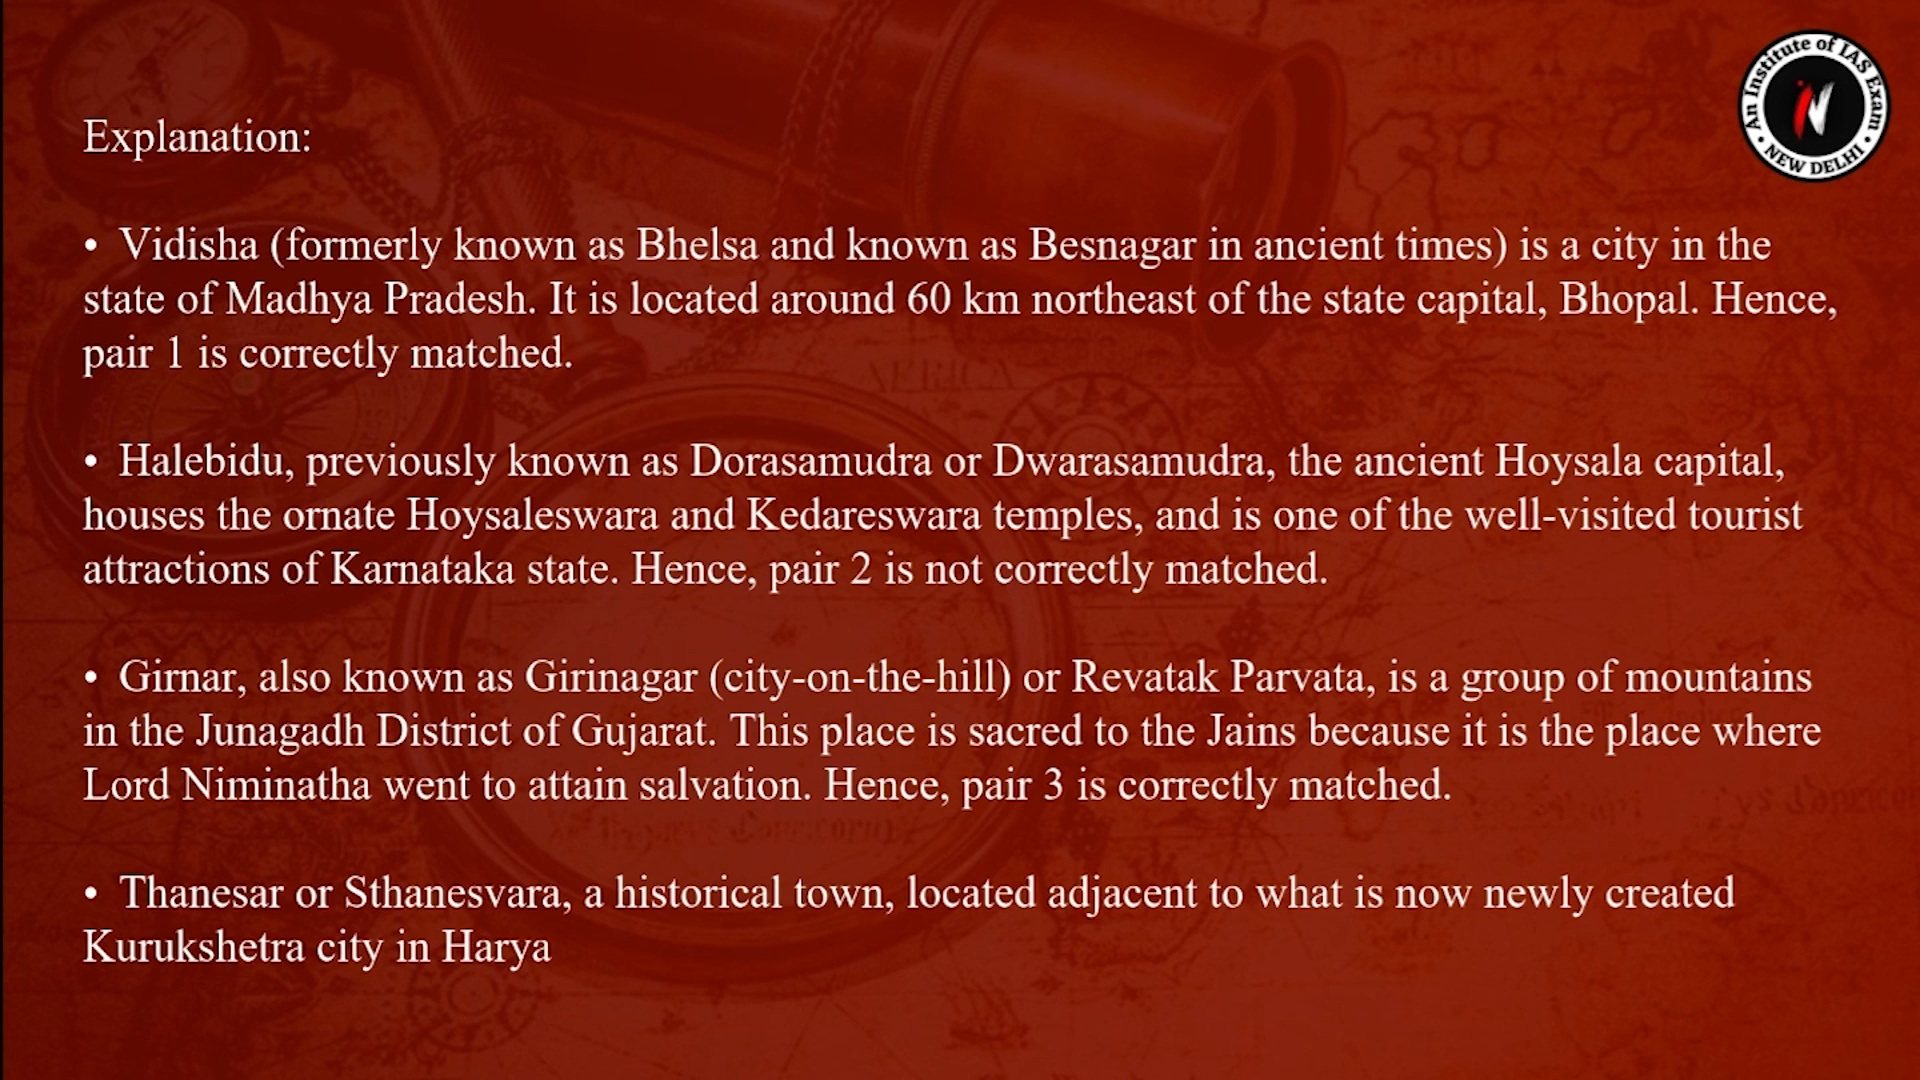 An Institute of IAS Exam
• NEW DELHI •
Explanation:
• Vidisha (formerly known as Bhelsa and known as Besnagar in ancient times) is a city in the
state of Madhya Pradesh. It is located around 60 km northeast of the state capital, Bhopal. Hence,
pair 1 is correctly matched.
• Halebidu, previously known as Dorasamudra or Dwarasamudra, the ancient Hoysala capital,
houses the ornate Hoysaleswara and Kedareswara temples, and is one of the well-visited tourist
attractions of Karnataka state. Hence, pair 2 is not correctly matched.
• Girnar, also known as Girinagar (city-on-the-hill) or Revatak Parvata, is a group of mountains
in the Junagadh District of Gujarat. This place is sacred to the Jains because it is the place where
Lord Niminatha went to attain salvation. Hence, pair 3 is correctly matched.
• Thanesar or Sthanesvara, a historical town, located adjacent to what is now newly created
Kurukshetra city in Harya
AFRICA